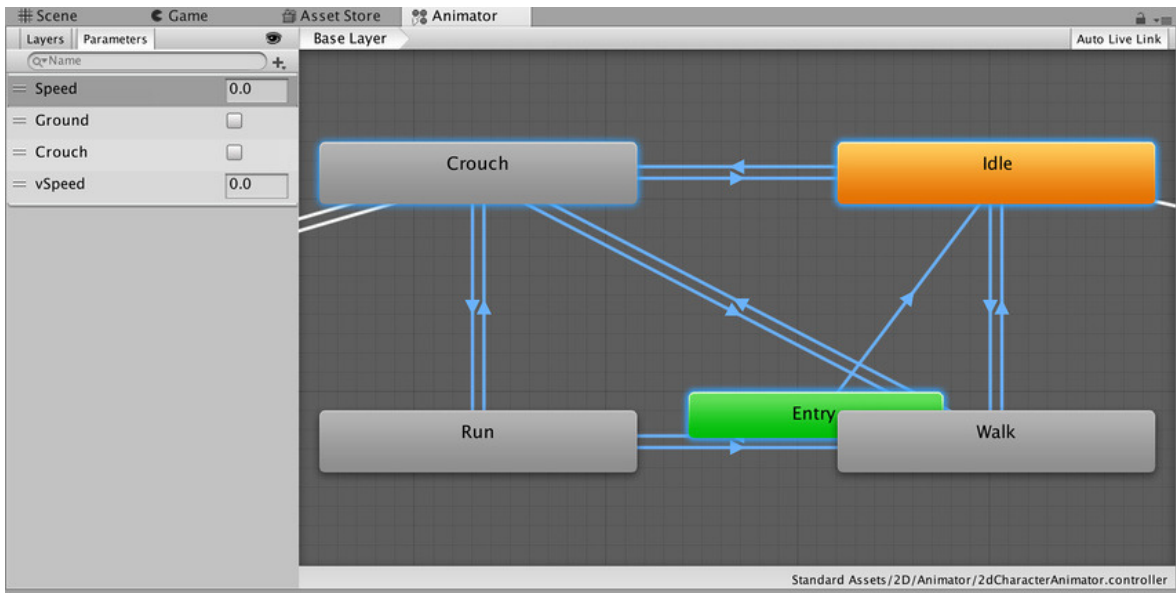 Scene Game Asset Store Animator
Layers Parameters Base Layer Auto Live Link
Name
Speed 0.0
Ground
Crouch
vSpeed 0.0
Crouch
Idle
Entry
Run
Walk
Standard Assets/2D/Animator/2dCharacterAnimator.controller